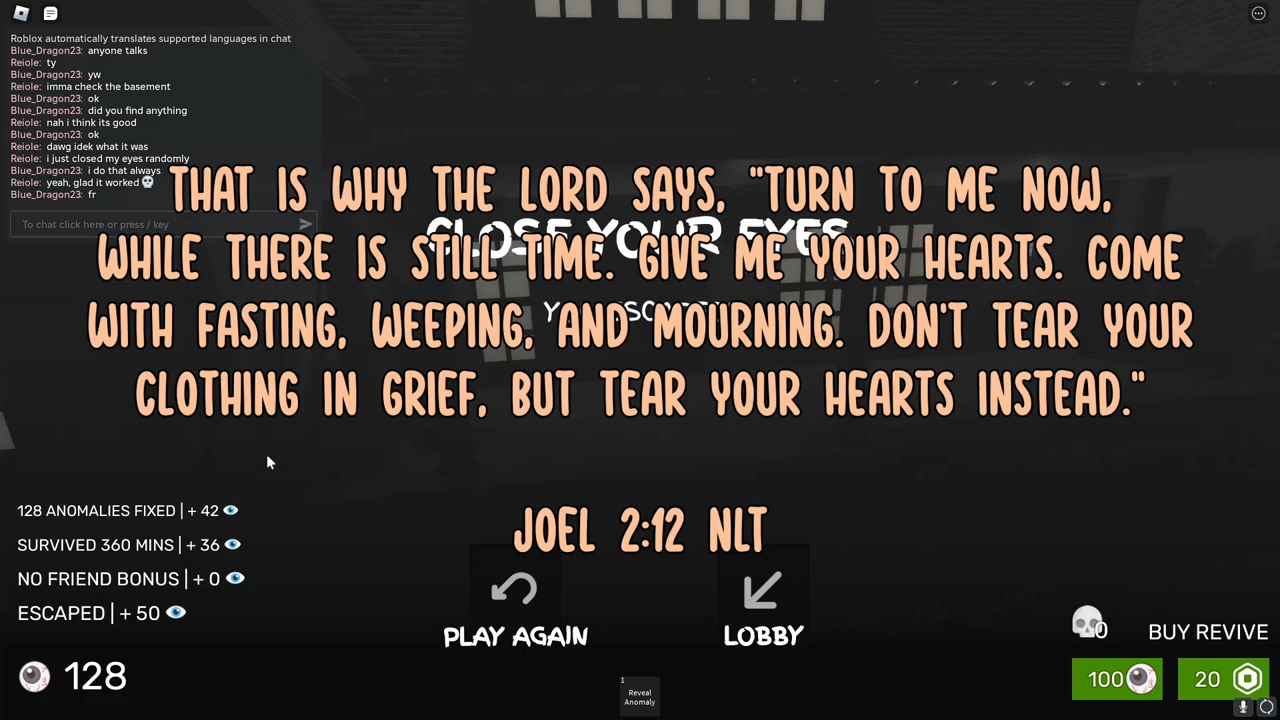 Roblox automatically translates supported languages in chat
Blue_Dragon23: anyone talks
Reiole: ty
Blue_Dragon23: yw
Reiole: imma check the basement
Blue_Dragon23: ok
Blue_Dragon23: did you find anything
Reiole: nah i think its good
Blue_Dragon23: ok
Reiole: dawg idek what it was
Reiole: i just closed my eyes randomly
Blue_Dragon23: i do that always
Reiole: yeah, glad it worked💀
Blue_Dragon23: fr
To chat click here or press / key
THAT IS WHY THE LORD SAYS, "TURN TO ME NOW,
CLOSE YOUR EYES
WHILE THERE IS STILL TIME. GIVE ME YOUR HEARTS. COME
WITH FASTING, WEEPING, AND MOURNING. DON'T TEAR YOUR
CLOTHING IN GRIEF, BUT TEAR YOUR HEARTS INSTEAD."
JOEL 2:12 NLT
128 ANOMALIES FIXED | + 42
SURVIVED 360 MINS | + 36
NO FRIEND BONUS | + 0
ESCAPED | + 50
128
PLAY AGAIN
LOBBY
1
Reveal
Anomaly
0
BUY REVIVE
100
20